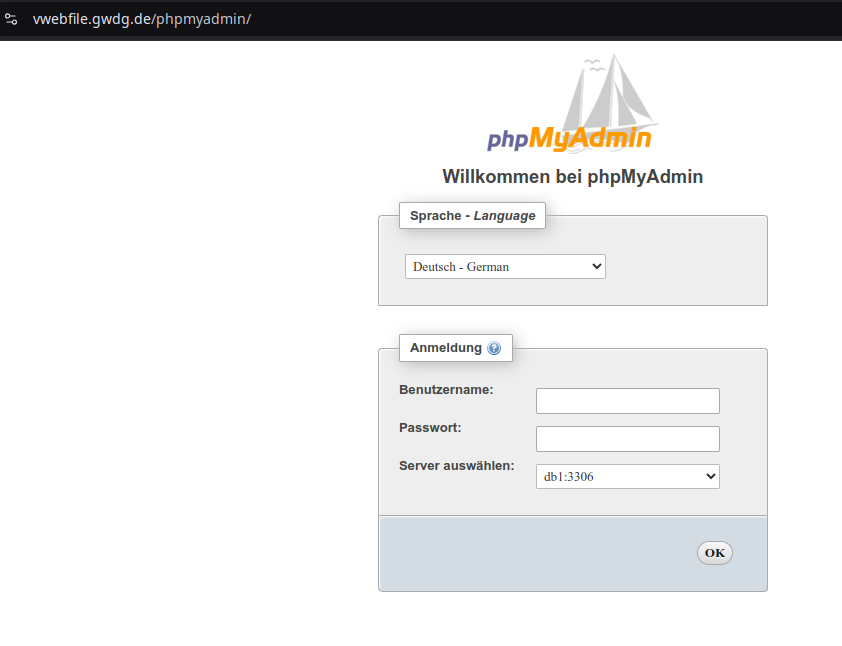 vwebfile.gwdg.de/phpmyadmin/
phpMyAdmin
Willkommen bei phpMyAdmin
Sprache - Language
Deutsch - German
Anmeldung
Benutzername:
Passwort:
Server auswählen:
db1:3306
OK